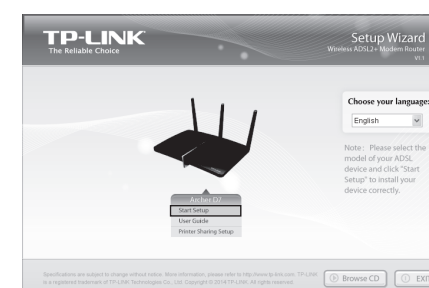 TP-LINK
The Reliable Choice
Setup Wizard
Wireless ADSL2+ Modem Router
V1.1
Choose your language:
English
Note : Please select the
model of your ADSL
device and click "Start
Setup" to install your
device correctly.
Archer D7
Start Setup
User Guide
Printer Sharing Setup
Specifications are subject to change without notice. More information, please refer to http://www.tp-link.com. TP-LINK
is a registered trademark of TP-LINK Technologies Co., Ltd. Copyright © 2014 TP-LINK. All rights reserved.
Browse CD
EXIT